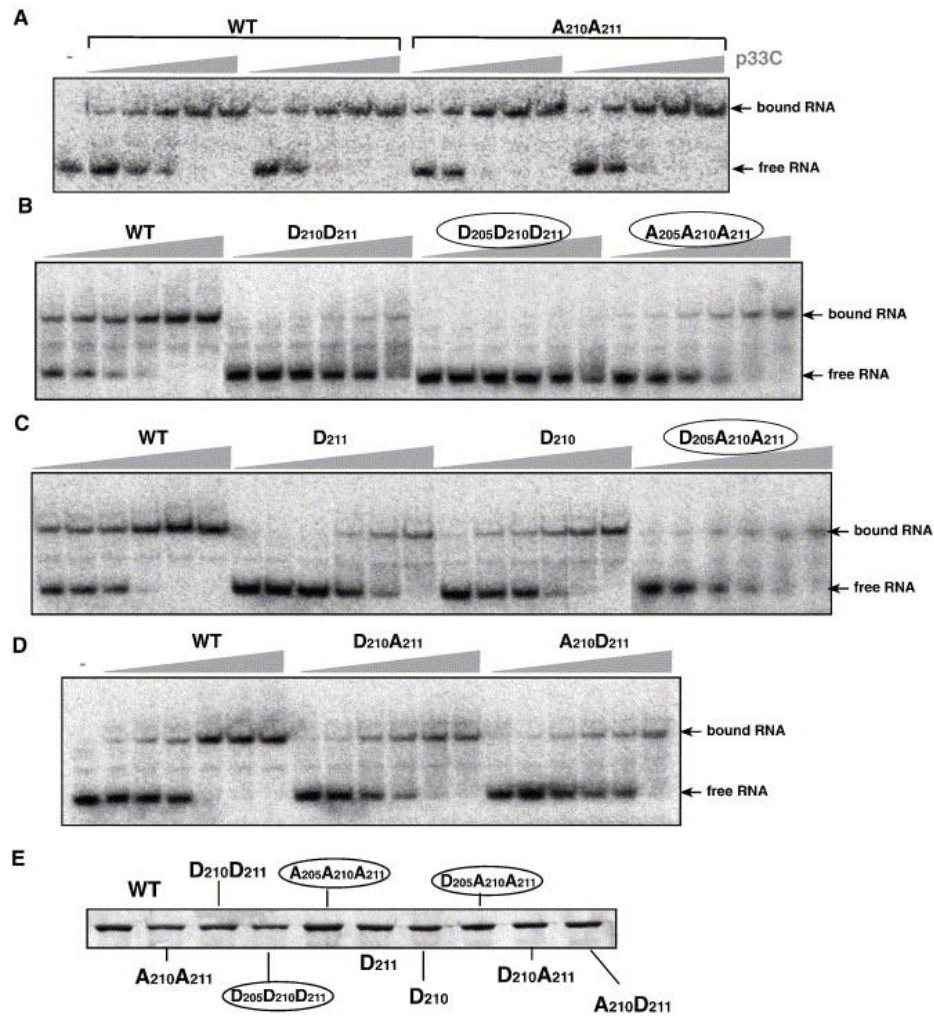 A
WT A210A211
- p33C
bound RNA
free RNA
B
WT D210D211 D205D210D211 A205A210A211
bound RNA
free RNA
C
WT D211 D210 D205A210A211
bound RNA
free RNA
D
- WT D210A211 A210D211
bound RNA
free RNA
E
WT D210D211 A205A210A211 D205A210A211
A210A211 D205D210D211 D211 D210 D210A211 A210D211